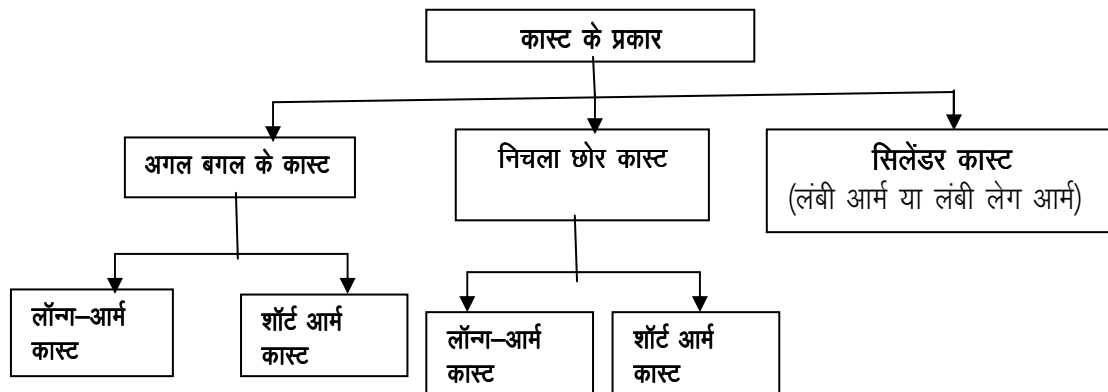 कास्ट के प्रकार
अगल बगल के कास्ट
निचला छोर कास्ट
सिलेंडर कास्ट
(लंबी आर्म या लंबी लेग आर्म)
लॉन्ग–आर्म
कास्ट
शॉर्ट आर्म
कास्ट
लॉन्ग–आर्म
कास्ट
शॉर्ट आर्म
कास्ट